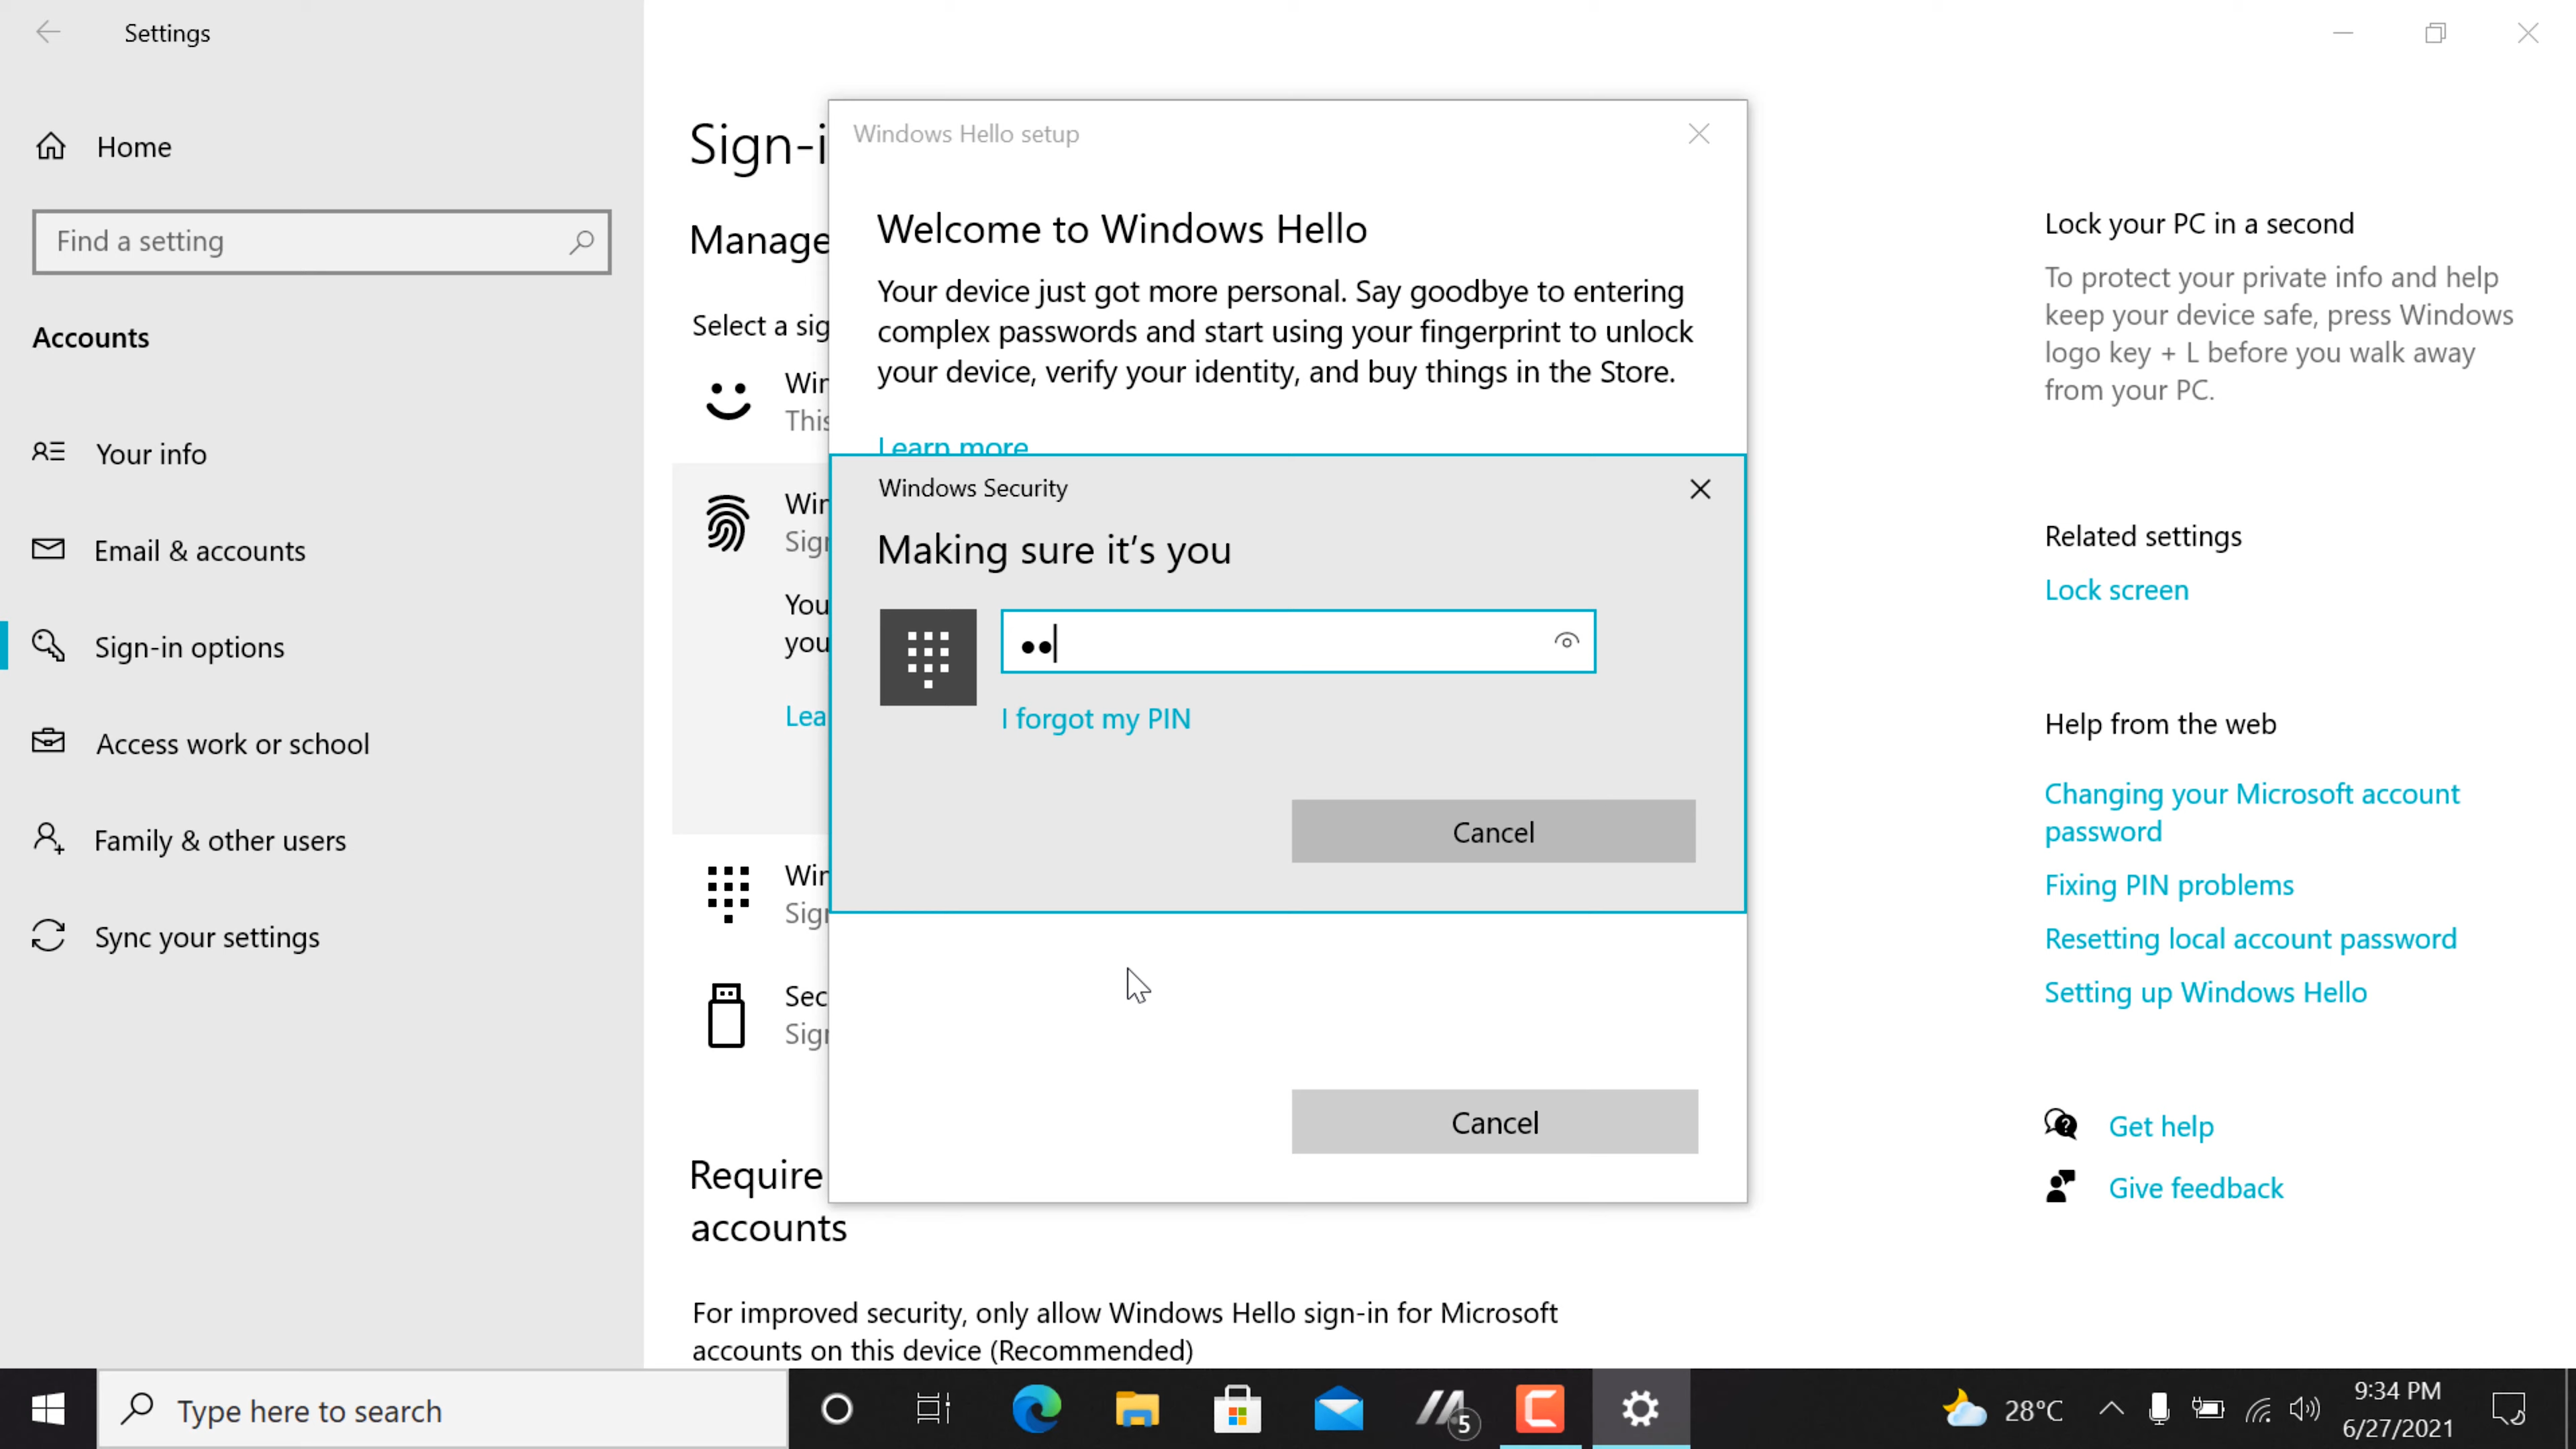 Settings
Home
Find a setting
Accounts
Your info
Email & accounts
Sign-in options
Access work or school
Family & other users
Sync your settings
Sign-i
Manage
Select a sig
Win
This
Win
Sign
You
you
Lea
Win
Sign
Sec
Sign
Require
accounts
For improved security, only allow Windows Hello sign-in for Microsoft
accounts on this device (Recommended)
Windows Hello setup
Welcome to Windows Hello
Your device just got more personal. Say goodbye to entering
complex passwords and start using your fingerprint to unlock
your device, verify your identity, and buy things in the Store.
Learn more
Windows Security
Making sure it's you
I forgot my PIN
Cancel
Cancel
Lock your PC in a second
To protect your private info and help
keep your device safe, press Windows
logo key + L before you walk away
from your PC.
Related settings
Lock screen
Help from the web
Changing your Microsoft account
password
Fixing PIN problems
Resetting local account password
Setting up Windows Hello
Get help
Give feedback
Type here to search
5
28°C
9:34 PM
6/27/2021